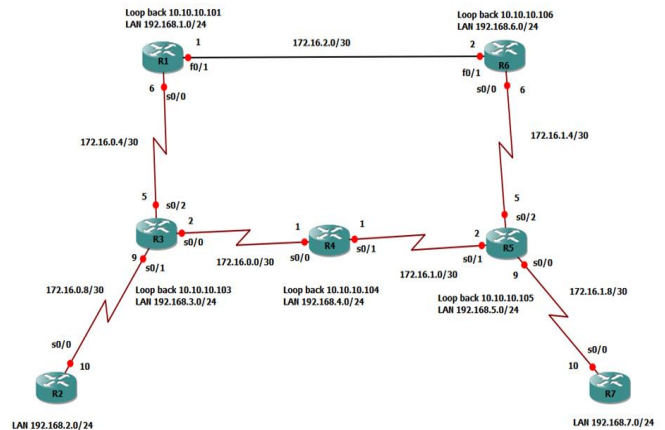 Loop back 10.10.10.101
LAN 192.168.1.0/24
Loop back 10.10.10.106
LAN 192.168.6.0/24
1
172.16.2.0/30
2
R1
f0/1
R6
f0/1
6
s0/0
s0/0
6
172.16.0.4/30
172.16.1.4/30
5
s0/2
5
s0/2
R3
2
s0/0
1
R4
1
2
R5
9
s0/1
172.16.0.0/30
s0/0
s0/1
172.16.1.0/30
s0/1
9
s0/0
172.16.0.8/30
Loop back 10.10.10.103
LAN 192.168.3.0/24
Loop back 10.10.10.104
LAN 192.168.4.0/24
Loop back 10.10.10.105
LAN 192.168.5.0/24
172.16.1.8/30
s0/0
10
R2
s0/0
10
R7
LAN 192.168.2.0/24
LAN 192.168.7.0/24